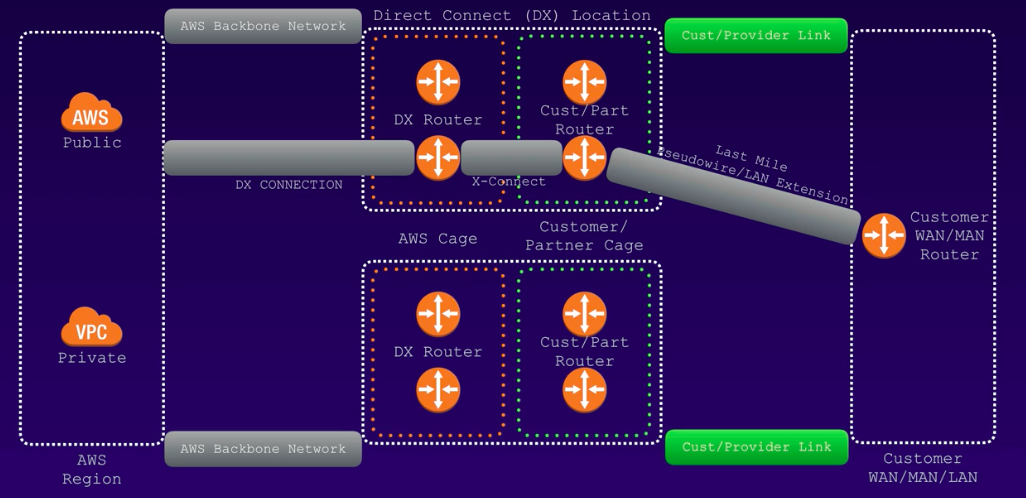 Direct Connect (DX) Location
AWS Backbone Network
Cust/Provider Link
AWS
Public
DX Router
Cust/Part
Router
DX CONNECTION
X-Connect
Last Mile
Pseudowire/LAN Extension
Customer
WAN/MAN
Router
AWS Cage
Customer/
Partner Cage
VPC
Private
DX Router
Cust/Part
Router
AWS Backbone Network
Cust/Provider Link
AWS
Region
Customer
WAN/MAN/LAN